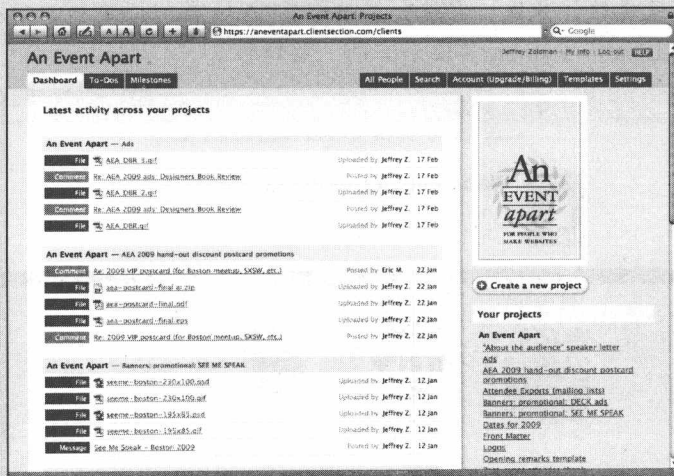 An Event Apart: Projects
https://aneventapart.clientsection.com/clients
Google
An Event Apart
Jeffrey Zeldman | My info | Log out HELP
Dashboard To-Dos Milestones All People Search Account (Upgrade/Billing) Templates Settings
Latest activity across your projects
An Event Apart — Ads
File AEA_DBR_3.gif Uploaded by Jeffrey Z. 17 Feb
Comment Re: AEA 2009 ads: Designers Book Review Posted by Jeffrey Z. 17 Feb
File AEA_DBR_2.gif Uploaded by Jeffrey Z. 17 Feb
Comment Re: AEA 2009 ads: Designers Book Review Posted by Jeffrey Z. 17 Feb
File AEA_DBR.gif Uploaded by Jeffrey Z. 17 Feb
An Event Apart — AEA 2009 hand-out discount postcard promotions
Comment Re: 2009 VIP postcard (for Boston meetup, SXSW, etc.) Posted by Eric M. 22 Jan
File aea-postcard-final ai.zip Uploaded by Jeffrey Z. 22 Jan
File aea-postcard-final.pdf Uploaded by Jeffrey Z. 22 Jan
File aea-postcard-final.eps Uploaded by Jeffrey Z. 22 Jan
Comment Re: 2009 VIP postcard (for Boston meetup, SXSW, etc.) Posted by Jeffrey Z. 22 Jan
An Event Apart — Banners: promotional: SEE ME SPEAK
File seeme-boston-230x100.psd Uploaded by Jeffrey Z. 12 Jan
File seeme-boston-230x100.gif Uploaded by Jeffrey Z. 12 Jan
File seeme-boston-195x85.psd Uploaded by Jeffrey Z. 12 Jan
File seeme-boston-195x85.gif Uploaded by Jeffrey Z. 12 Jan
Message See Me Speak - Boston 2009 Posted by Jeffrey Z. 12 Jan
An
EVENT
apart
FOR PEOPLE WHO
MAKE WEBSITES
Create a new project
Your projects
An Event Apart
"About the audience" speaker letter
Ads
AEA 2009 hand-out discount postcard
promotions
Attendee Exports (mailing lists)
Banners: promotional: DECK ads
Banners: promotional: SEE ME SPEAK
Dates for 2009
Front Matter
Logos
Opening remarks template